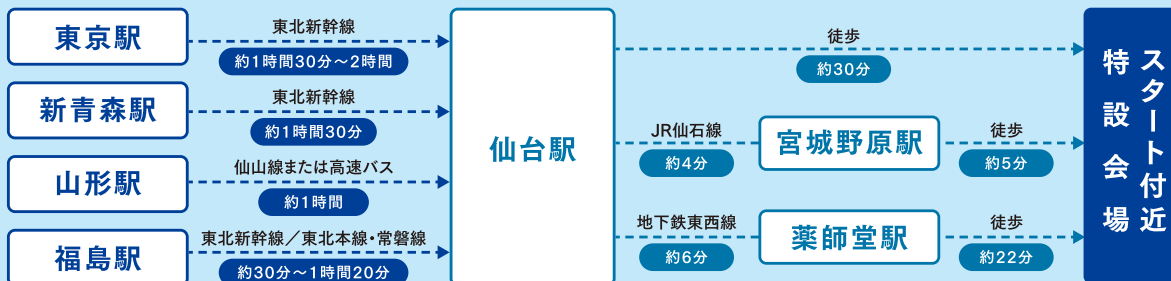 東京駅
東北新幹線
約1時間30分〜2時間
新青森駅
東北新幹線
約1時間30分
山形駅
仙山線または高速バス
約1時間
福島駅
東北新幹線／東北本線・常磐線
約30分〜1時間20分
仙台駅
徒歩
約30分
JR仙石線
約4分
宮城野原駅
徒歩
約5分
地下鉄東西線
約6分
薬師堂駅
徒歩
約22分
スタート付近
特設会場